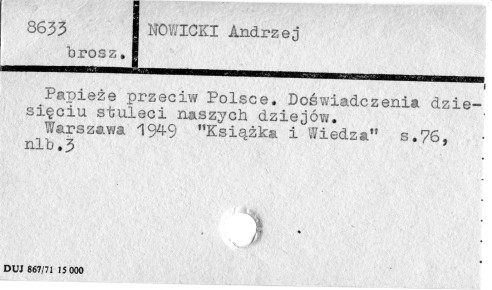 8633
brosz.
NOWICKI Andrzej
Papieże przeciw Polsce. Doświadczenia dzie-
sięciu stuleci naszych dziejów.
Warszawa 1949 "Książka i Wiedza" s.76,
nlb.3
DUJ 867/71 15 000